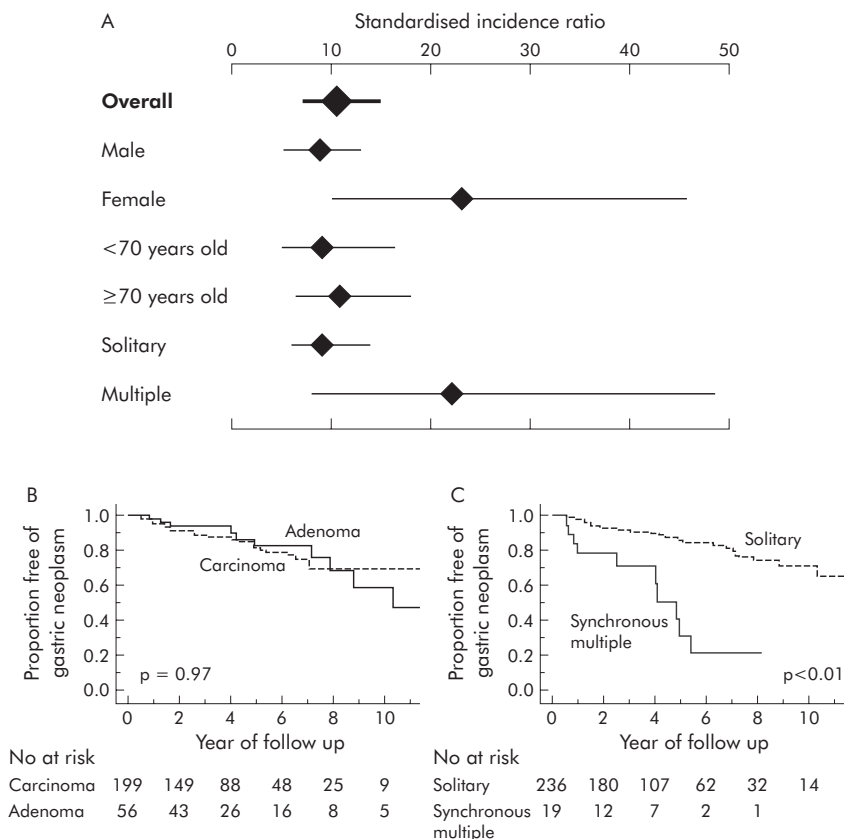 A
Standardised incidence ratio
0 10 20 30 40 50
Overall
Male
Female
<70 years old
≥70 years old
Solitary
Multiple
B
Proportion free of
gastric neoplasm
1.0
0.8
0.6
0.4
0.2
0.0
Adenoma
Carcinoma
p = 0.97
0 2 4 6 8 10
Year of follow up
No at risk
Carcinoma 199 149 88 48 25 9
Adenoma 56 43 26 16 8 5
C
Proportion free of
gastric neoplasm
1.0
0.8
0.6
0.4
0.2
0.0
Solitary
Synchronous
multiple
p<0.01
0 2 4 6 8 10
Year of follow up
No at risk
Solitary 236 180 107 62 32 14
Synchronous 19 12 7 2 1
multiple